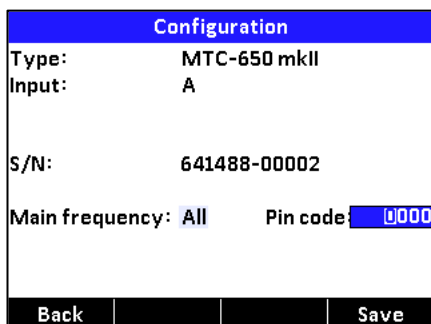 Configuration
Type: MTC-650 mkII
Input: A
S/N: 641488-00002
Main frequency: All Pin code: 0000
Back Save